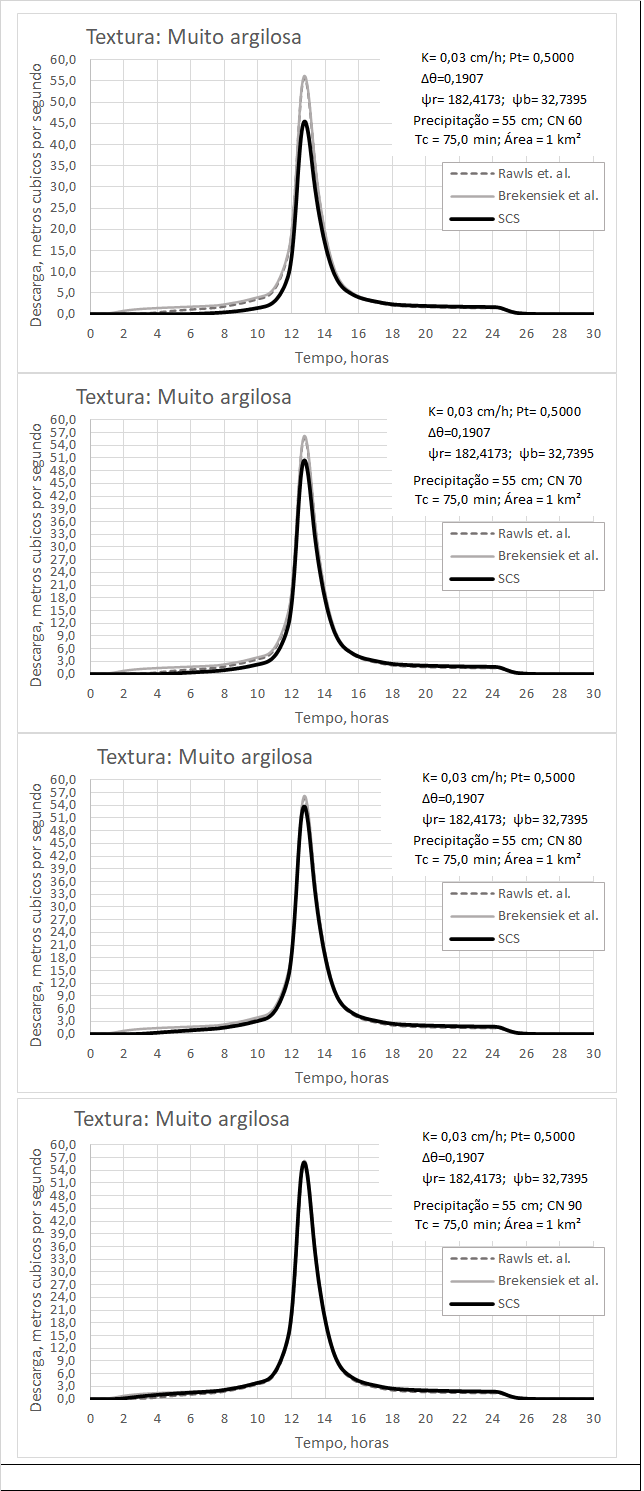 Textura: Muito argilosa
K= 0,03 cm/h; Pt= 0,5000
Δθ=0,1907
ψr= 182,4173; ψb= 32,7395
Precipitação = 55 cm; CN 60
Tc = 75,0 min; Área = 1 km²
Rawls et. al.
Brekensiek et al.
SCS
Descarga, metros cubicos por segundo
60,0
55,0
50,0
45,0
40,0
35,0
30,0
25,0
20,0
15,0
10,0
5,0
0,0
0 2 4 6 8 10 12 14 16 18 20 22 24 26 28 30
Tempo, horas
Textura: Muito argilosa
K= 0,03 cm/h; Pt= 0,5000
Δθ=0,1907
ψr= 182,4173; ψb= 32,7395
Precipitação = 55 cm; CN 70
Tc = 75,0 min; Área = 1 km²
Rawls et. al.
Brekensiek et al.
SCS
Descarga, metros cubicos por segundo
60,0
57,0
54,0
51,0
48,0
45,0
42,0
39,0
36,0
33,0
30,0
27,0
24,0
21,0
18,0
15,0
12,0
9,0
6,0
3,0
0,0
0 2 4 6 8 10 12 14 16 18 20 22 24 26 28 30
Tempo, horas
Textura: Muito argilosa
K= 0,03 cm/h; Pt= 0,5000
Δθ=0,1907
ψr= 182,4173; ψb= 32,7395
Precipitação = 55 cm; CN 80
Tc = 75,0 min; Área = 1 km²
Rawls et. al.
Brekensiek et al.
SCS
Descarga, metros cubicos por segundo
60,0
57,0
54,0
51,0
48,0
45,0
42,0
39,0
36,0
33,0
30,0
27,0
24,0
21,0
18,0
15,0
12,0
9,0
6,0
3,0
0,0
0 2 4 6 8 10 12 14 16 18 20 22 24 26 28 30
Tempo, horas
Textura: Muito argilosa
K= 0,03 cm/h; Pt= 0,5000
Δθ=0,1907
ψr= 182,4173; ψb= 32,7395
Precipitação = 55 cm; CN 90
Tc = 75,0 min; Área = 1 km²
Rawls et. al.
Brekensiek et al.
SCS
Descarga, metros cubicos por segundo
60,0
57,0
54,0
51,0
48,0
45,0
42,0
39,0
36,0
33,0
30,0
27,0
24,0
21,0
18,0
15,0
12,0
9,0
6,0
3,0
0,0
0 2 4 6 8 10 12 14 16 18 20 22 24 26 28 30
Tempo, horas